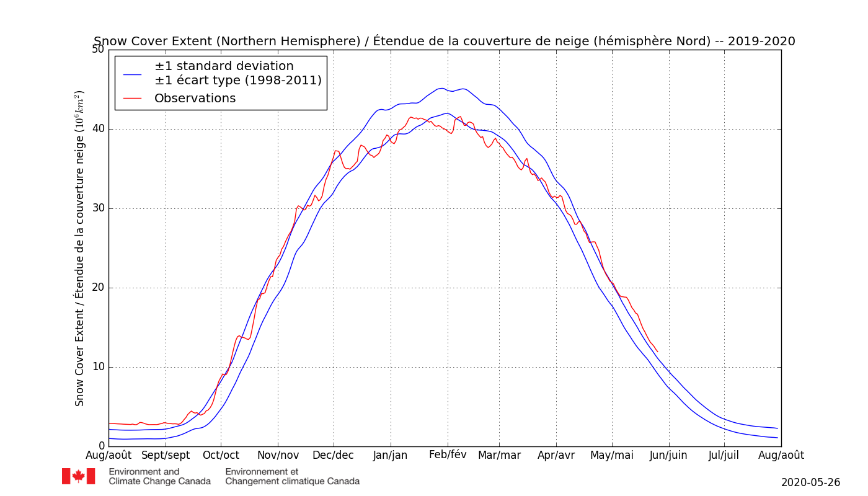 Snow Cover Extent (Northern Hemisphere) / Étendue de la couverture de neige (hémisphère Nord) -- 2019-2020
±1 standard deviation
±1 écart type (1998-2011)
Observations
Snow Cover Extent / Étendue de la couverture neige (10⁶km²)
50
40
30
20
10
0
Aug/août Sept/sept Oct/oct Nov/nov Dec/dec Jan/jan Feb/fév Mar/mar Apr/avr May/mai Jun/juin Jul/juil Aug/août
Environment and
Climate Change Canada
Environnement et
Changement climatique Canada
2020-05-26